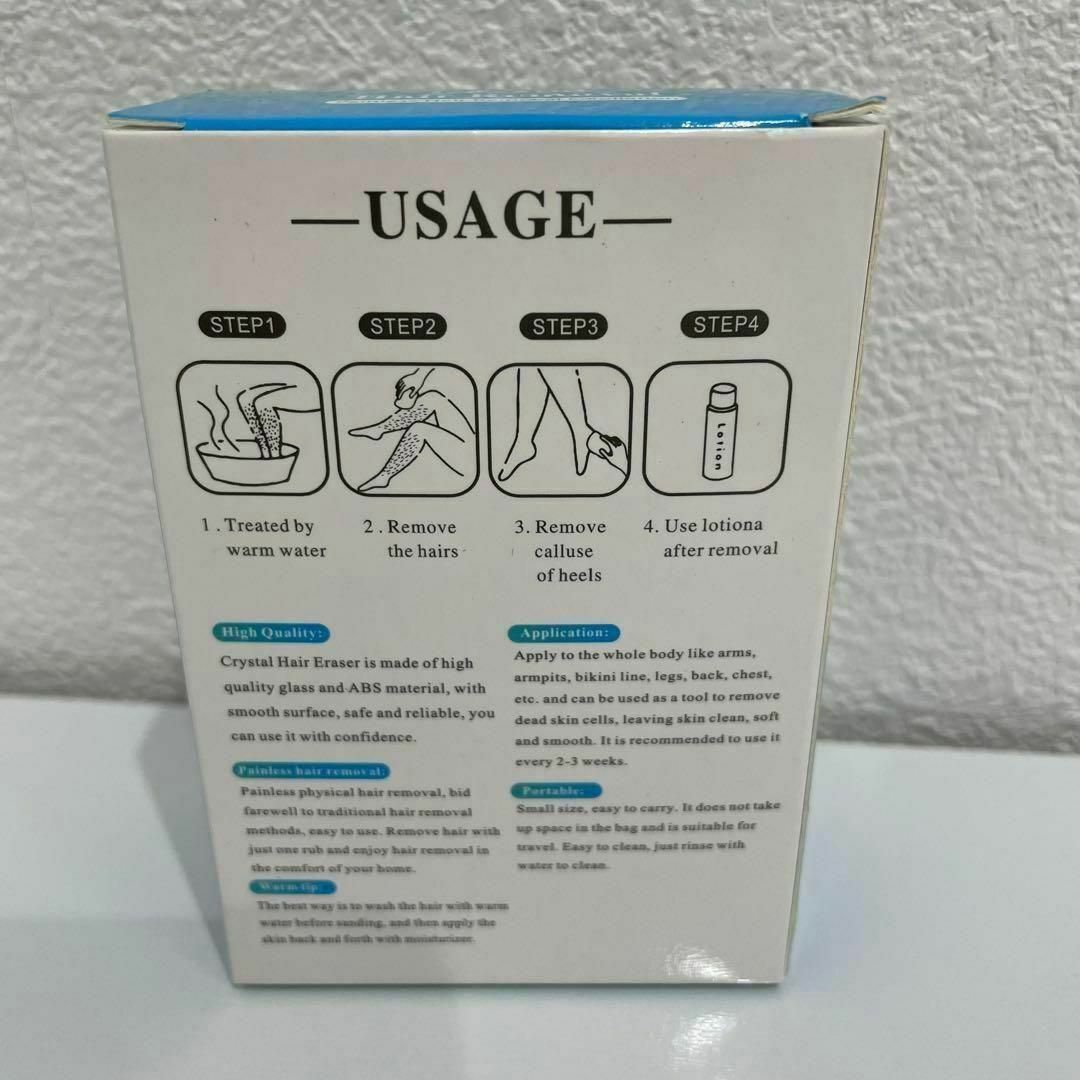 Hair Removal
—USAGE—
STEP1
STEP2
STEP3
STEP4
Lotion
1.Treated by
warm water
2.Remove
the hairs
3.Remove
calluse
of heels
4.Use lotiona
after removal
High Quality:
Crystal Hair Eraser is made of high
quality glass and ABS material, with
smooth surface, safe and reliable, you
can use it with confidence.
Painless hair removal:
Painless physical hair removal, bid
farewell to traditional hair removal
methods, easy to use. Remove hair with
just one rub and enjoy hair removal in
the comfort of your home.
Warm tip:
The best way is to wash the hair with warm
water before sanding, and then apply the
skin back and forth with moisturizer.
Application:
Apply to the whole body like arms,
armpits, bikini line, legs, back, chest,
etc. and can be used as a tool to remove
dead skin cells, leaving skin clean, soft
and smooth. It is recommended to use it
every 2-3 weeks.
Portable:
Small size, easy to carry. It does not take
up space in the bag and is suitable for
travel. Easy to clean, just rinse with
water to clean.